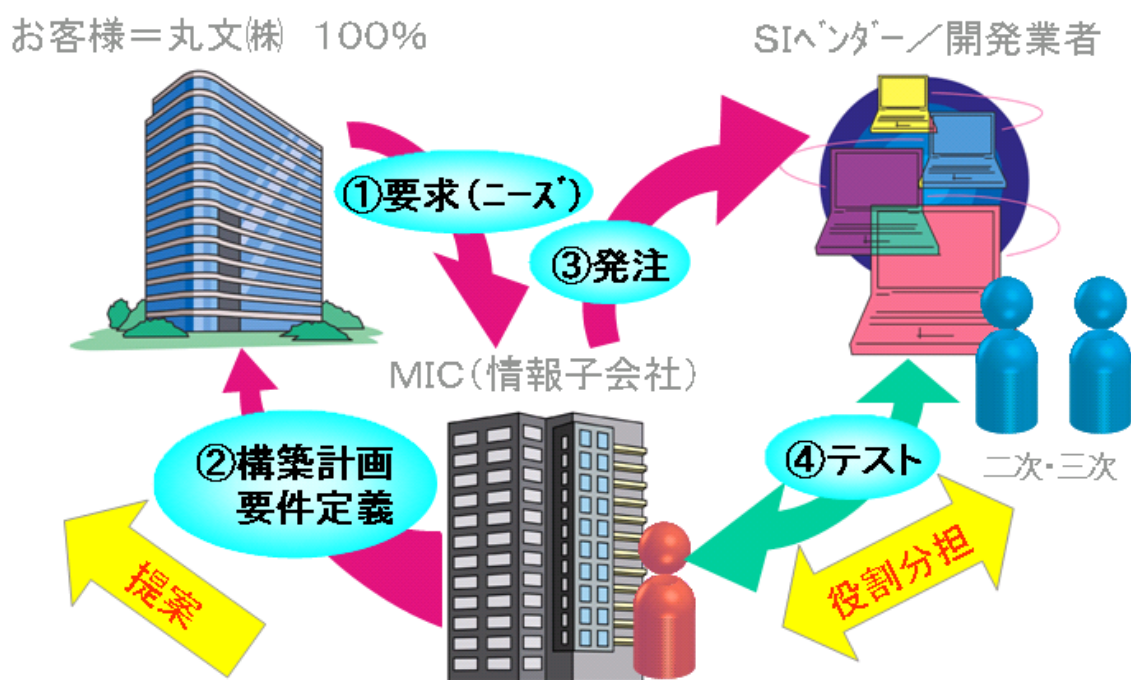 お客様＝丸文㈱　100%
SIﾍﾞﾝﾀﾞｰ／開発業者
①要求(ﾆｰｽﾞ)
③発注
MIC(情報子会社)
②構築計画
要件定義
④テスト
二次・三次
提案
役割分担